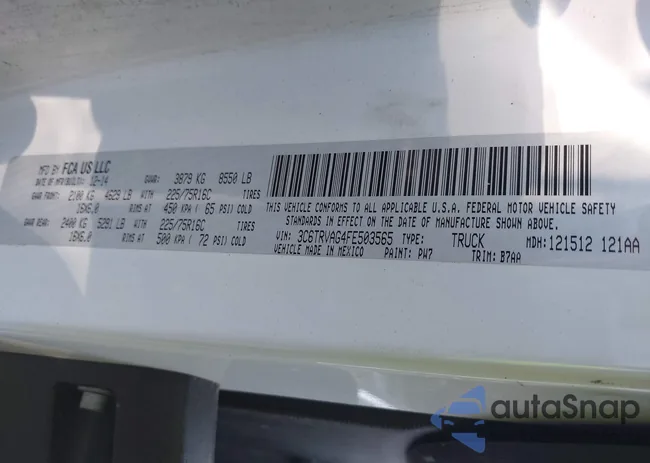 MFD BY FCA US LLC
DATE OF MFR 12-14 GVWR: 3879 KG 8550 LB
GAWR FRONT: 2100 KG 4629 LB WITH 225/75R16C TIRES
16X6.0 RIMS AT 450 KPA ( 65 PSI) COLD
GAWR REAR: 2400 KG 5291 LB WITH 225/75R16C TIRES
16X6.0 RIMS AT 500 KPA ( 72 PSI) COLD
THIS VEHICLE CONFORMS TO ALL APPLICABLE U.S.A. FEDERAL MOTOR VEHICLE SAFETY
STANDARDS IN EFFECT ON THE DATE OF MANUFACTURE SHOWN ABOVE.
VIN: 3C6TRVAG4FE503565 TYPE: TRUCK MDH: 121512 121AA
VEHICLE MADE IN MEXICO PAINT: PW7 TRIM: B7AA
autaSnap